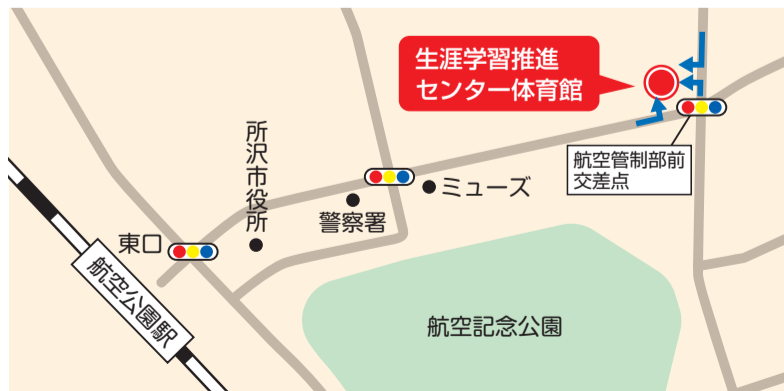 生涯学習推進
センター体育館
航空管制部前
交差点
所沢市役所
ミューズ
警察署
東口
航空公園駅
航空記念公園